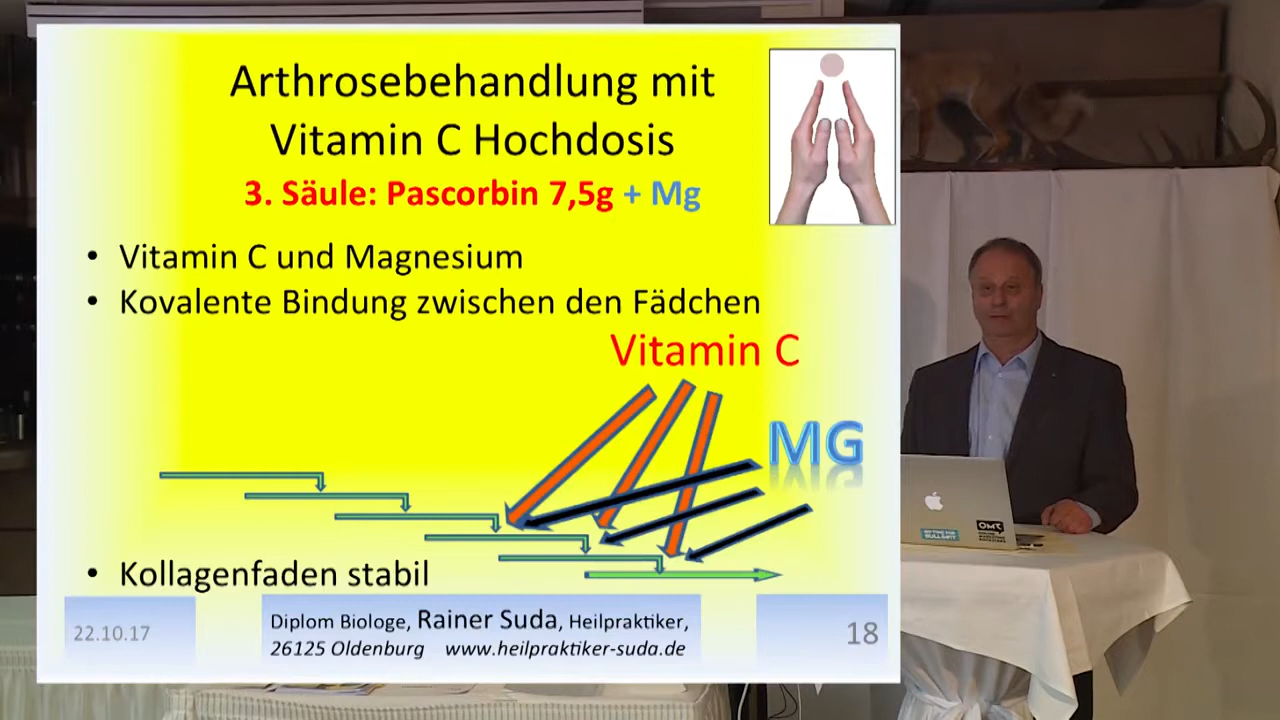 Arthrosebehandlung mit
Vitamin C Hochdosis
3. Säule: Pascorbin 7,5g + Mg
• Vitamin C und Magnesium
• Kovalente Bindung zwischen den Fädchen
Vitamin C
MG
• Kollagenfaden stabil
22.10.17
Diplom Biologe, Rainer Suda, Heilpraktiker,
26125 Oldenburg www.heilpraktiker-suda.de
18
OMR